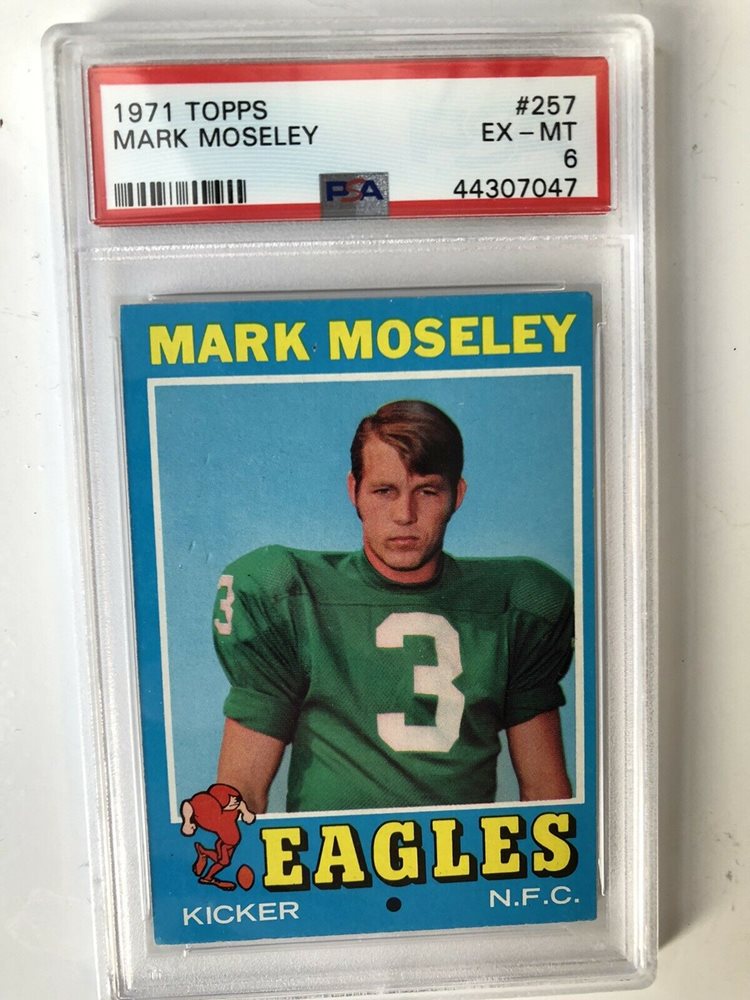 1971 TOPPS #257
MARK MOSELEY EX - MT
6
PSA 44307047
MARK MOSELEY
3
3
EAGLES
KICKER N.F.C.